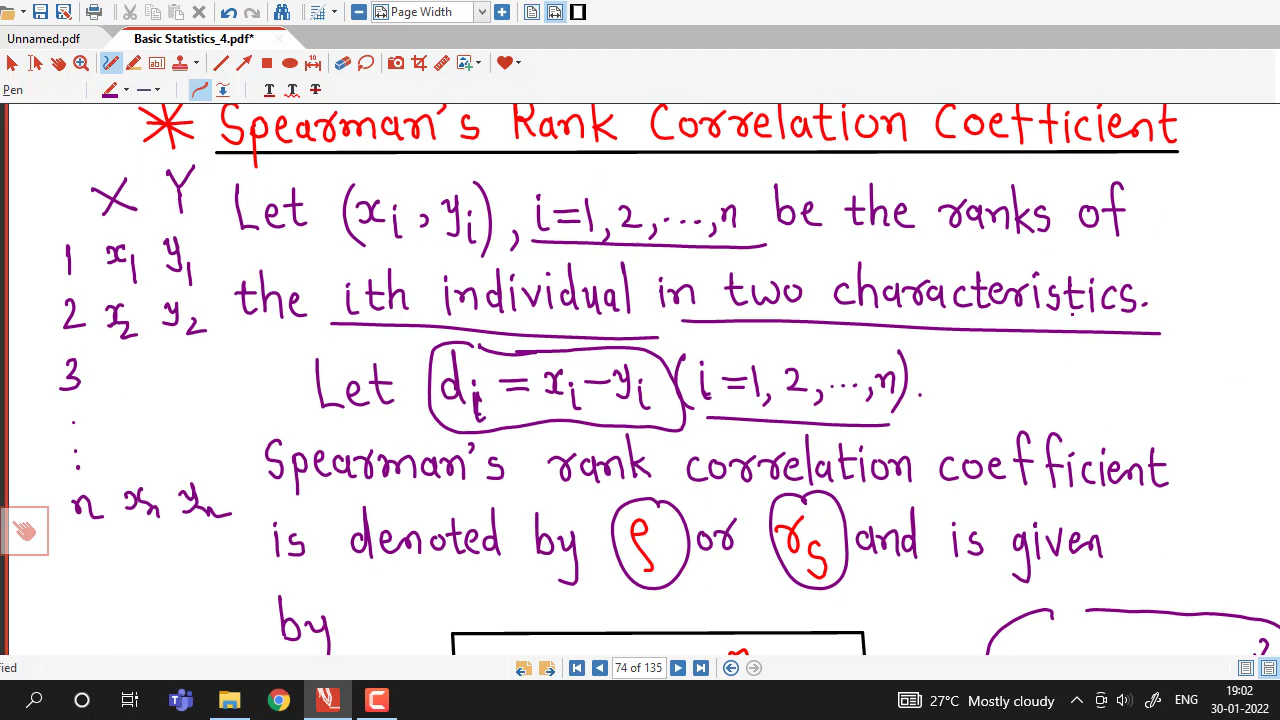 Page Width
Unnamed.pdf
Basic Statistics_4.pdf*
10
Pen
T T T
* Spearman's Rank Correlation Coefficient
X Y
Let (xi, yi), i=1, 2, ..., n be the ranks of
1 x1 y1
the ith individual in two characteristics.
2 x2 y2
3
Let di = xi - yi (i=1, 2, ..., n).
Spearman's rank correlation coefficient
n xn yn
is denoted by ρ or rs and is given
by
74 of 135
27°C Mostly cloudy
ENG
19:02
30-01-2022